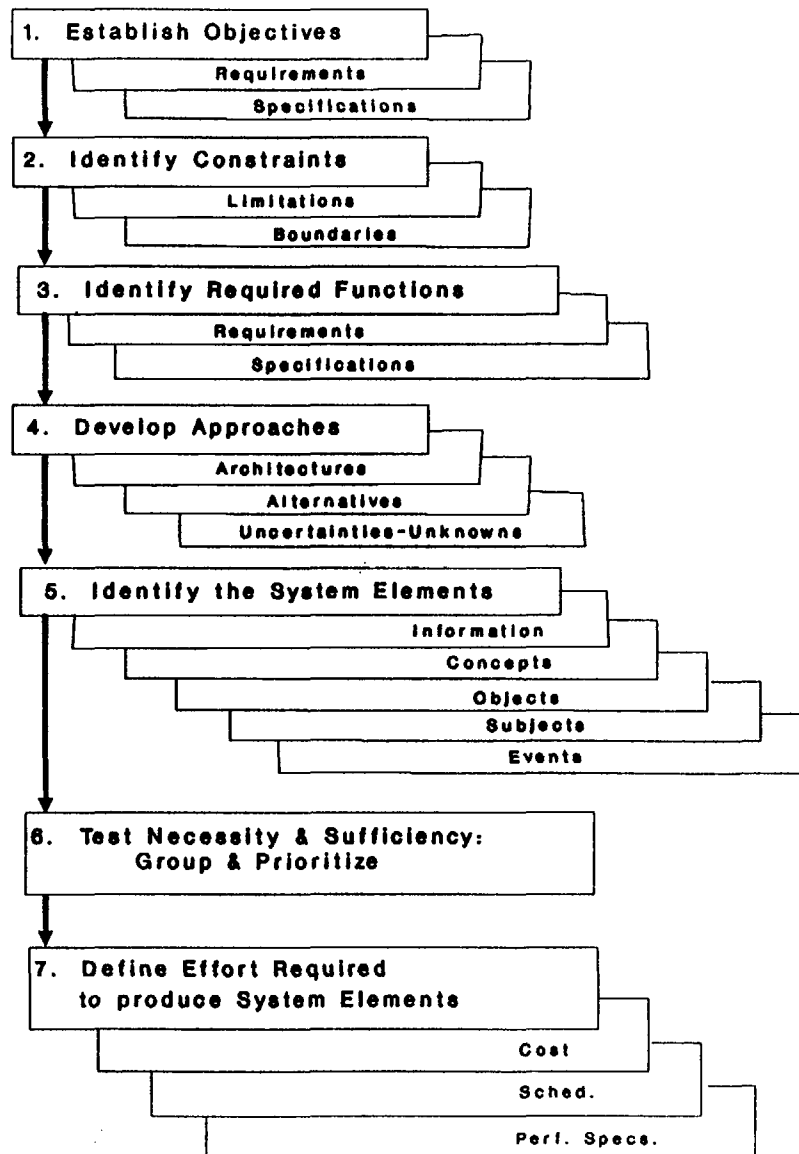 1. Establish Objectives
Requirements
Specifications
2. Identify Constraints
Limitations
Boundaries
3. Identify Required Functions
Requirements
Specifications
4. Develop Approaches
Architectures
Alternatives
Uncertainties-Unknowns
5. Identify the System Elements
Information
Concepts
Objects
Subjects
Events
6. Test Necessity & Sufficiency:
Group & Prioritize
7. Define Effort Required
to produce System Elements
Cost
Sched.
Perf. Specs.